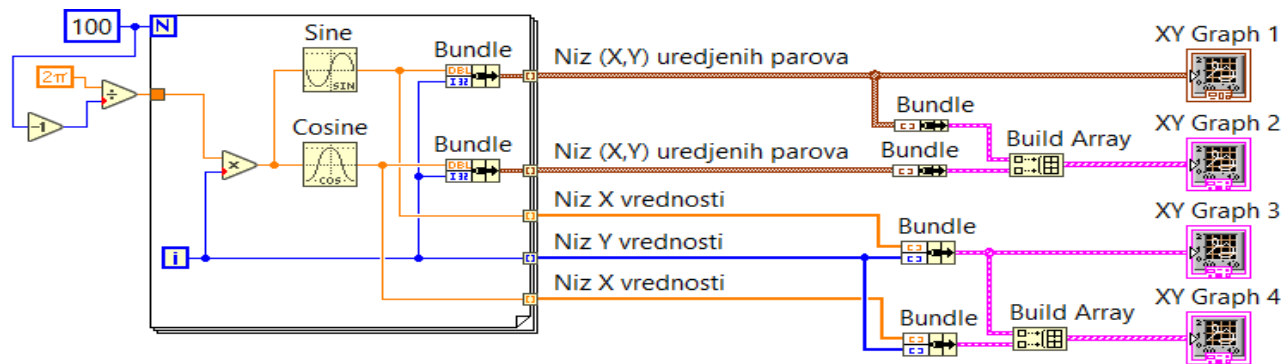 100
N
2π
÷
-1
x
i
Sine
SIN
Cosine
COS
Bundle
DBL
I32
Bundle
DBL
I32
Niz (X,Y) uredjenih parova
Niz (X,Y) uredjenih parova
Niz X vrednosti
Niz Y vrednosti
Niz X vrednosti
Bundle
Bundle
Build Array
Bundle
Bundle
Build Array
XY Graph 1
XY Graph 2
XY Graph 3
XY Graph 4